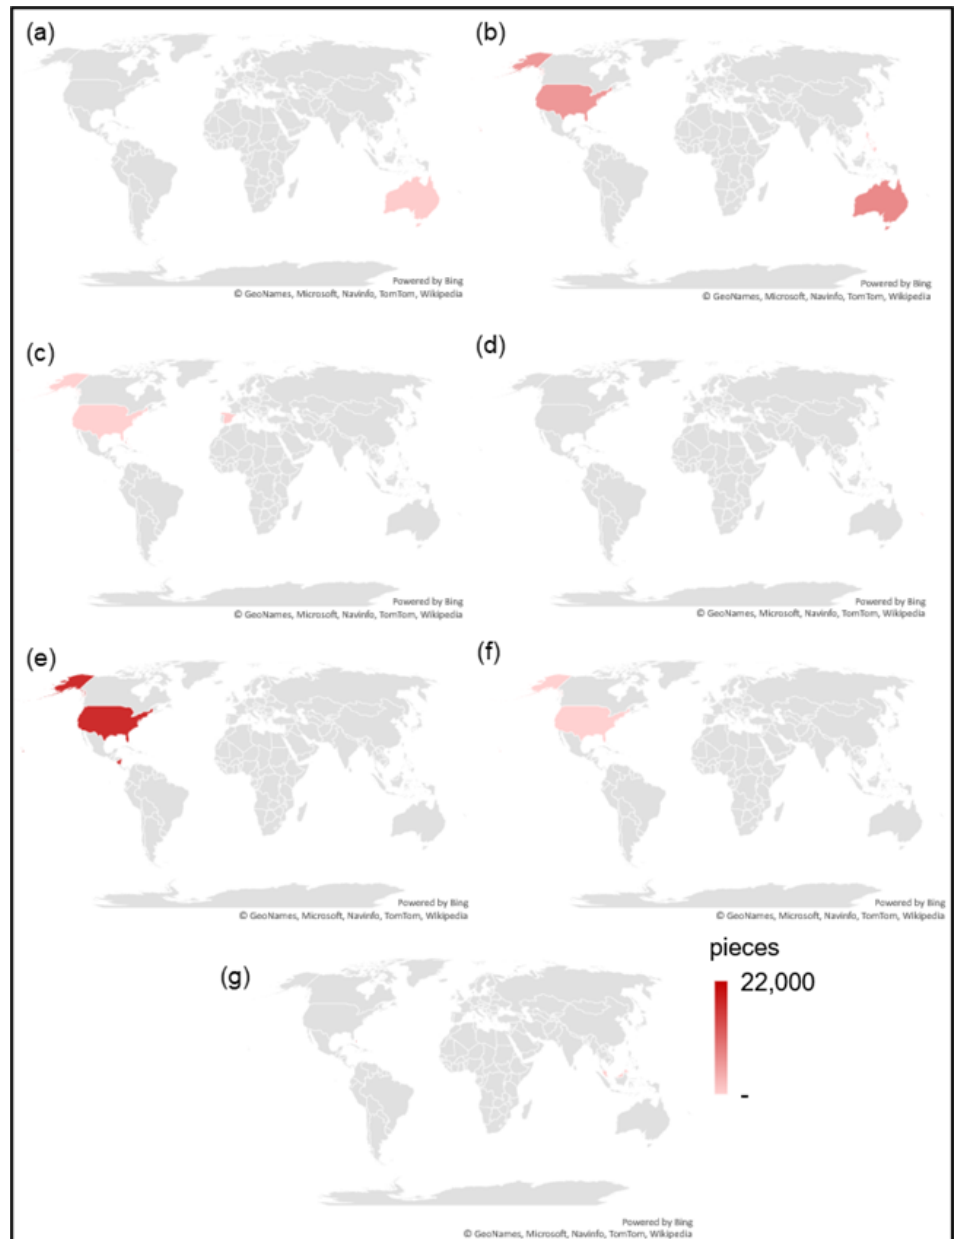 (a)
(b)
Powered by Bing
© GeoNames, Microsoft, Navinfo, TomTom, Wikipedia
Powered by Bing
© GeoNames, Microsoft, Navinfo, TomTom, Wikipedia
(c)
(d)
Powered by Bing
© GeoNames, Microsoft, Navinfo, TomTom, Wikipedia
Powered by Bing
© GeoNames, Microsoft, Navinfo, TomTom, Wikipedia
(e)
(f)
Powered by Bing
© GeoNames, Microsoft, Navinfo, TomTom, Wikipedia
Powered by Bing
© GeoNames, Microsoft, Navinfo, TomTom, Wikipedia
(g)
pieces
22,000
-
Powered by Bing
© GeoNames, Microsoft, Navinfo, TomTom, Wikipedia